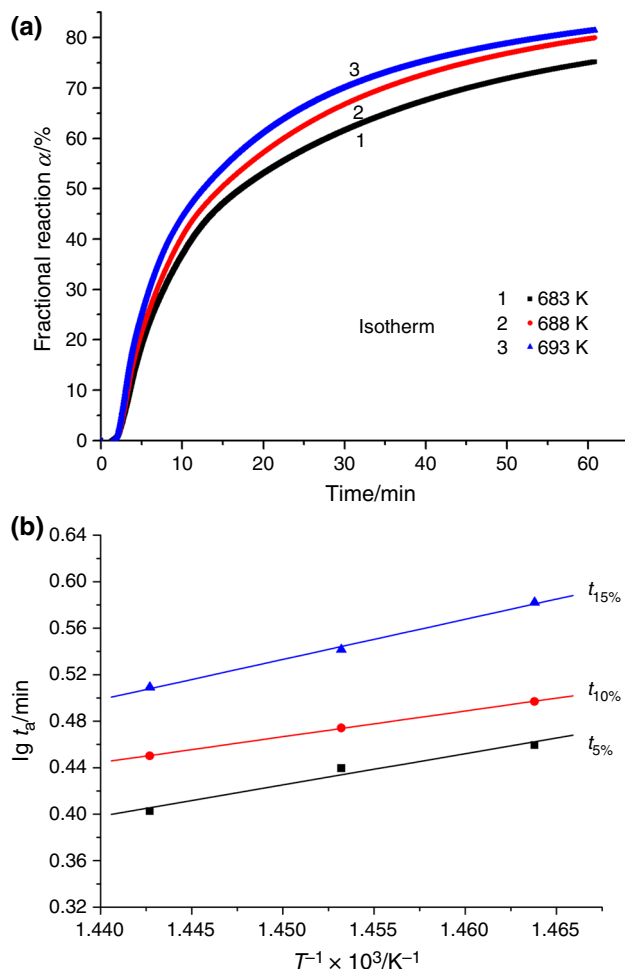 (a)
80
70
60
50
40
30
20
10
0
Fractional reaction α/%
3
2
1
Isotherm
1 683 K
2 688 K
3 693 K
0 10 20 30 40 50 60
Time/min
(b)
0.64
0.60
0.56
0.52
0.48
0.44
0.40
0.36
0.32
lg tₐ/min
t15%
t10%
t5%
1.440 1.445 1.450 1.455 1.460 1.465
T⁻¹ × 10³/K⁻¹